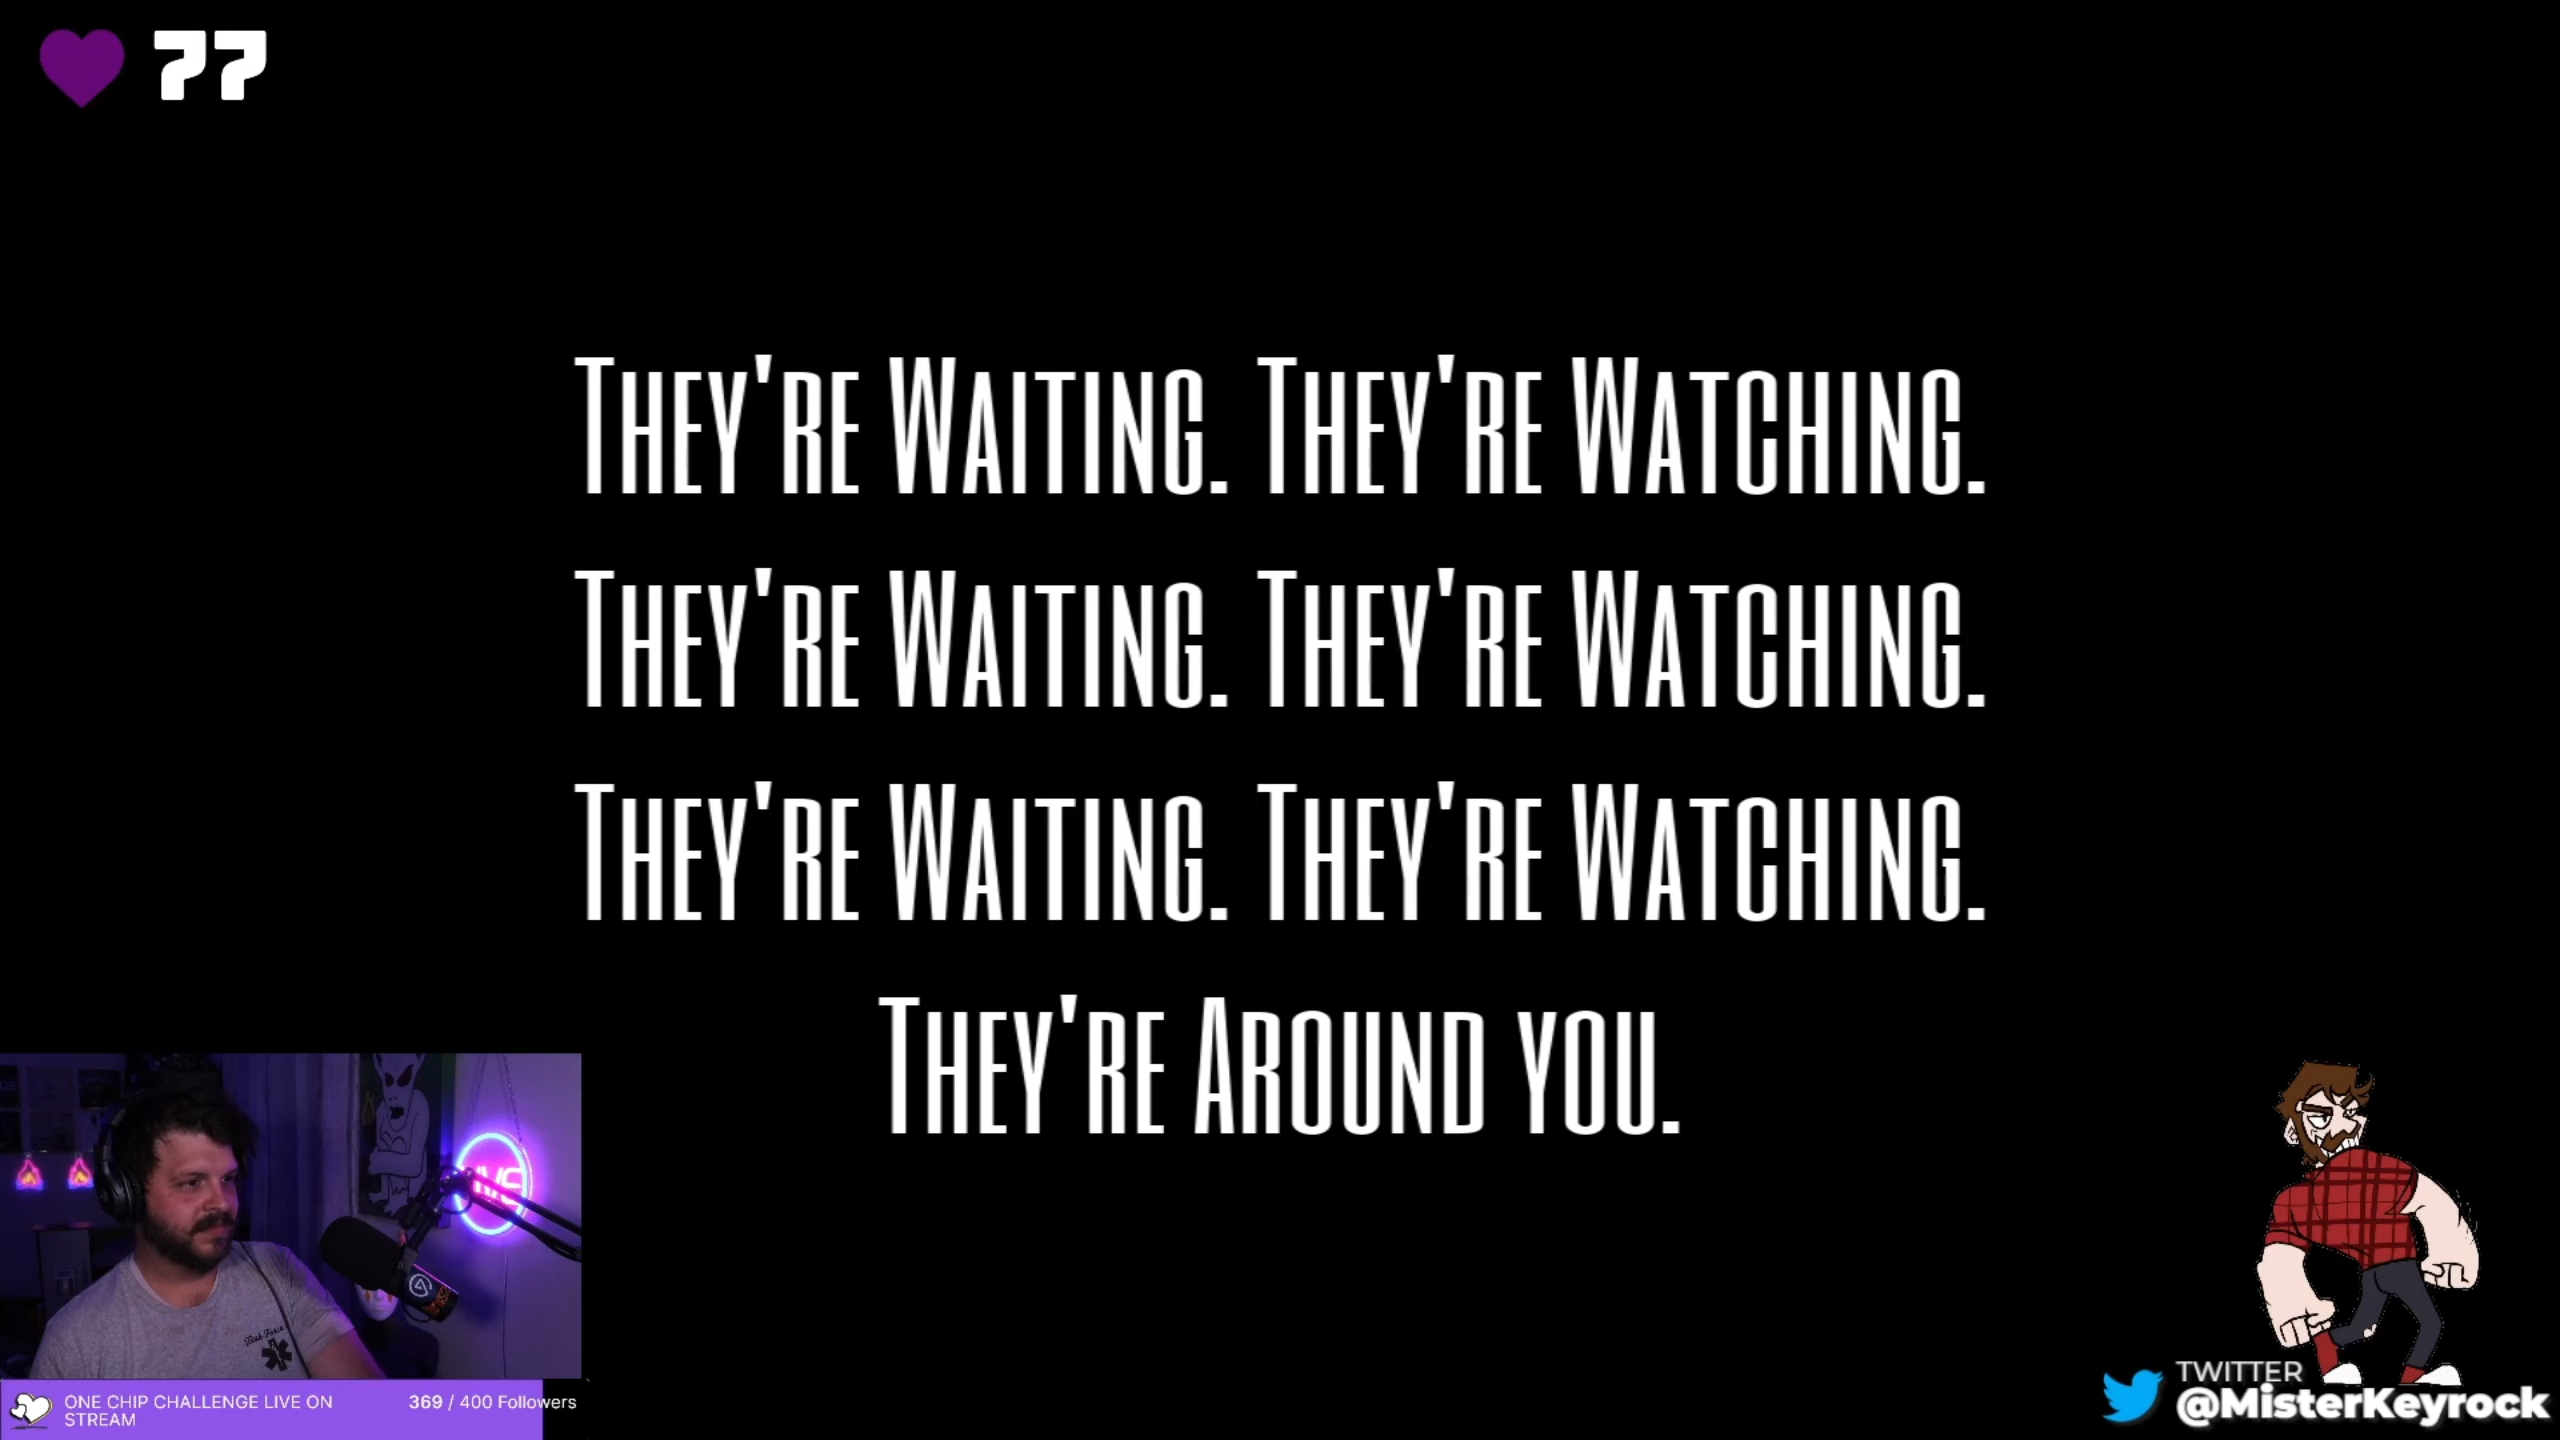 77
They're Waiting. They're Watching.
They're Waiting. They're Watching.
They're Waiting. They're Watching.
They're Around you.
ONE CHIP CHALLENGE LIVE ON
STREAM
369 / 400 Followers
TWITTER
@MisterKeyrock